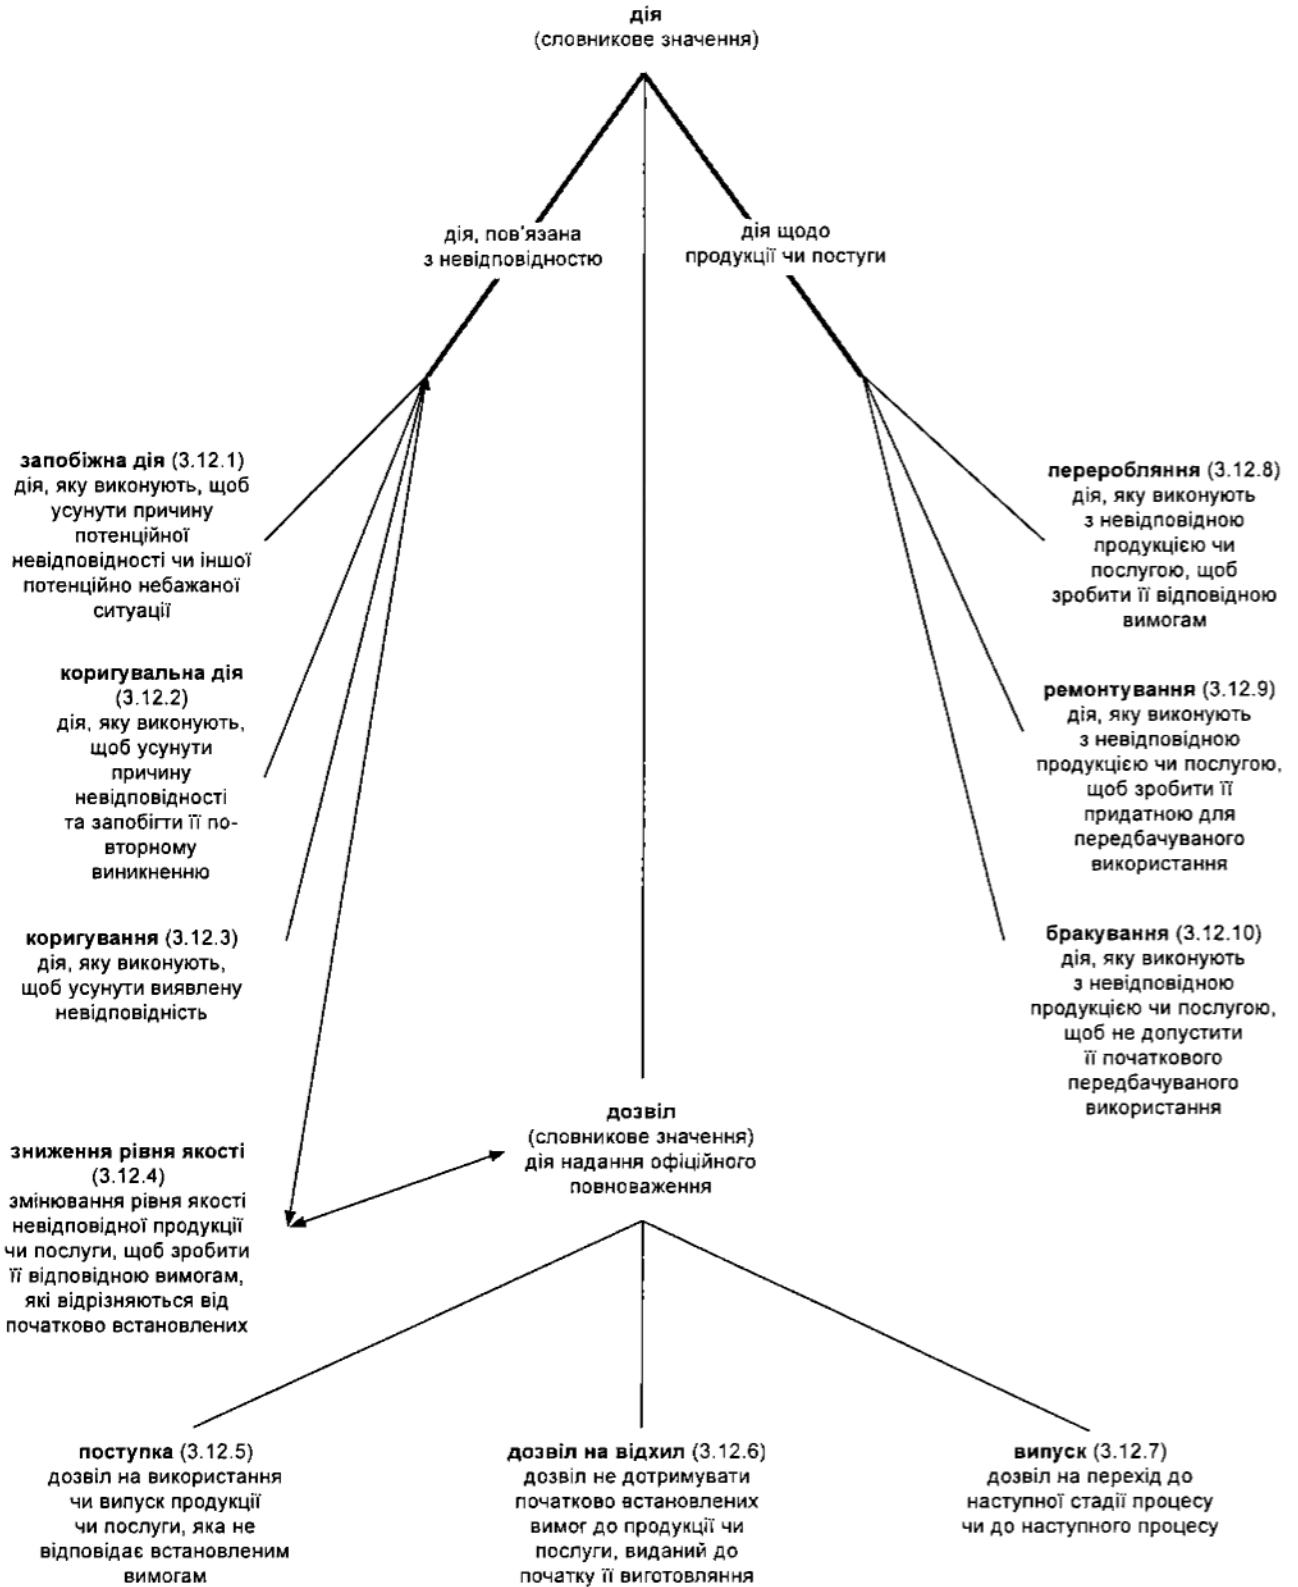 дія
(словникове значення)
дія, пов'язана
з невідповідністю
дія щодо
продукції чи постуги
запобіжна дія (3.12.1)
дія, яку виконують, щоб
усунути причину
потенційної
невідповідності чи іншої
потенційно небажаної
ситуації
коригувальна дія
(3.12.2)
дія, яку виконують,
щоб усунути
причину
невідповідності
та запобігти її по-
вторному
виникненню
коригування (3.12.3)
дія, яку виконують,
щоб усунути виявлену
невідповідність
зниження рівня якості
(3.12.4)
змінювання рівня якості
невідповідної продукції
чи послуги, щоб зробити
її відповідною вимогам,
які відрізняються від
початково встановлених
переробляння (3.12.8)
дія, яку виконують
з невідповідною
продукцією чи
послугою, щоб
зробити її відповідною
вимогам
ремонтування (3.12.9)
дія, яку виконують
з невідповідною
продукцією чи послугою,
щоб зробити її
придатною для
передбачуваного
використання
бракування (3.12.10)
дія, яку виконують
з невідповідною
продукцією чи послугою,
щоб не допустити
її початкового
передбачуваного
використання
дозвіл
(словникове значення)
дія надання офіційного
повноваження
поступка (3.12.5)
дозвіл на використання
чи випуск продукції
чи послуги, яка не
відповідає встановленим
вимогам
дозвіл на відхил (3.12.6)
дозвіл не дотримувати
початково встановлених
вимог до продукції чи
послуги, виданий до
початку її виготовляння
випуск (3.12.7)
дозвіл на перехід до
наступної стадії процесу
чи до наступного процесу